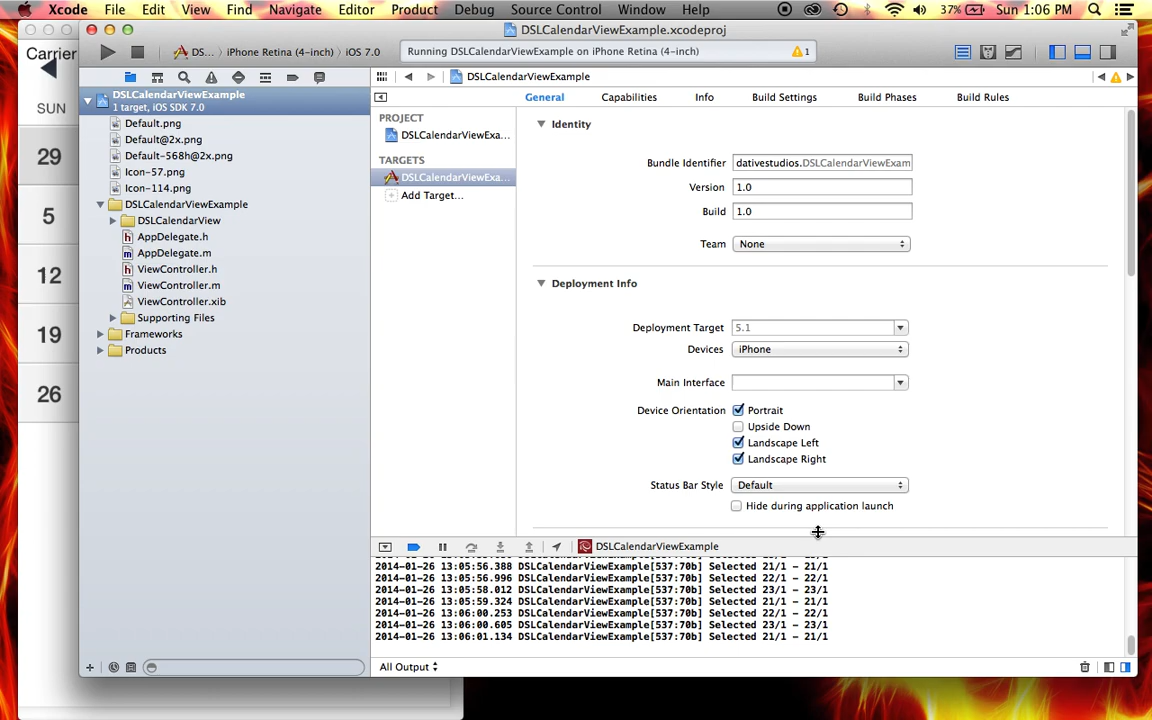 Xcode File Edit View Find Navigate Editor Product Debug Source Control Window Help 37% Sun 1:06 PM
DSLCalendarViewExample.xcodeproj
DS... iPhone Retina (4-inch) iOS 7.0
Running DSLCalendarViewExample on iPhone Retina (4-inch) 1
Carrier
SUN
29
5
12
19
26
DSLCalendarViewExample
1 target, iOS SDK 7.0
Default.png
Default@2x.png
Default-568h@2x.png
Icon-57.png
Icon-114.png
DSLCalendarViewExample
DSLCalendarView
AppDelegate.h
AppDelegate.m
ViewController.h
ViewController.m
ViewController.xib
Supporting Files
Frameworks
Products
DSLCalendarViewExample
General Capabilities Info Build Settings Build Phases Build Rules
PROJECT
DSLCalendarViewExa...
TARGETS
DSLCalendarViewExa...
Add Target...
Identity
Bundle Identifier dativestudios.DSLCalendarViewExam
Version 1.0
Build 1.0
Team None
Deployment Info
Deployment Target 5.1
Devices iPhone
Main Interface
Device Orientation Portrait
Upside Down
Landscape Left
Landscape Right
Status Bar Style Default
Hide during application launch
DSLCalendarViewExample
2014-01-26 13:05:56.388 DSLCalendarViewExample[537:70b] Selected 21/1 - 21/1
2014-01-26 13:05:56.996 DSLCalendarViewExample[537:70b] Selected 22/1 - 22/1
2014-01-26 13:05:58.012 DSLCalendarViewExample[537:70b] Selected 23/1 - 23/1
2014-01-26 13:05:59.324 DSLCalendarViewExample[537:70b] Selected 21/1 - 21/1
2014-01-26 13:06:00.253 DSLCalendarViewExample[537:70b] Selected 22/1 - 22/1
2014-01-26 13:06:00.605 DSLCalendarViewExample[537:70b] Selected 23/1 - 23/1
2014-01-26 13:06:01.134 DSLCalendarViewExample[537:70b] Selected 21/1 - 21/1
All Output